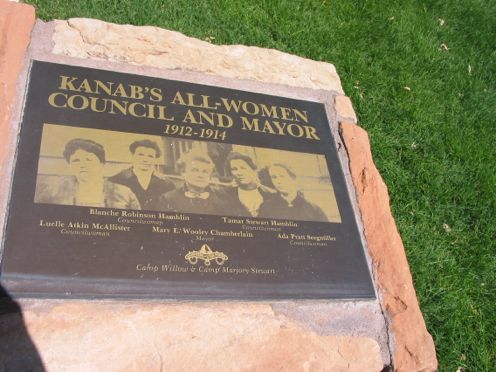 KANAB'S ALL-WOMEN
COUNCIL AND MAYOR
1912-1914
Blanche Robinson Hamblin
Councilwoman
Tamar Stewart Hamblin
Councilwoman
Luella Atkin McAllister
Councilwoman
Mary E. Wooley Chamberlain
Mayor
Ada Pratt Seegmiller
Councilwoman
Camp Willow & Camp Marjory Stewart